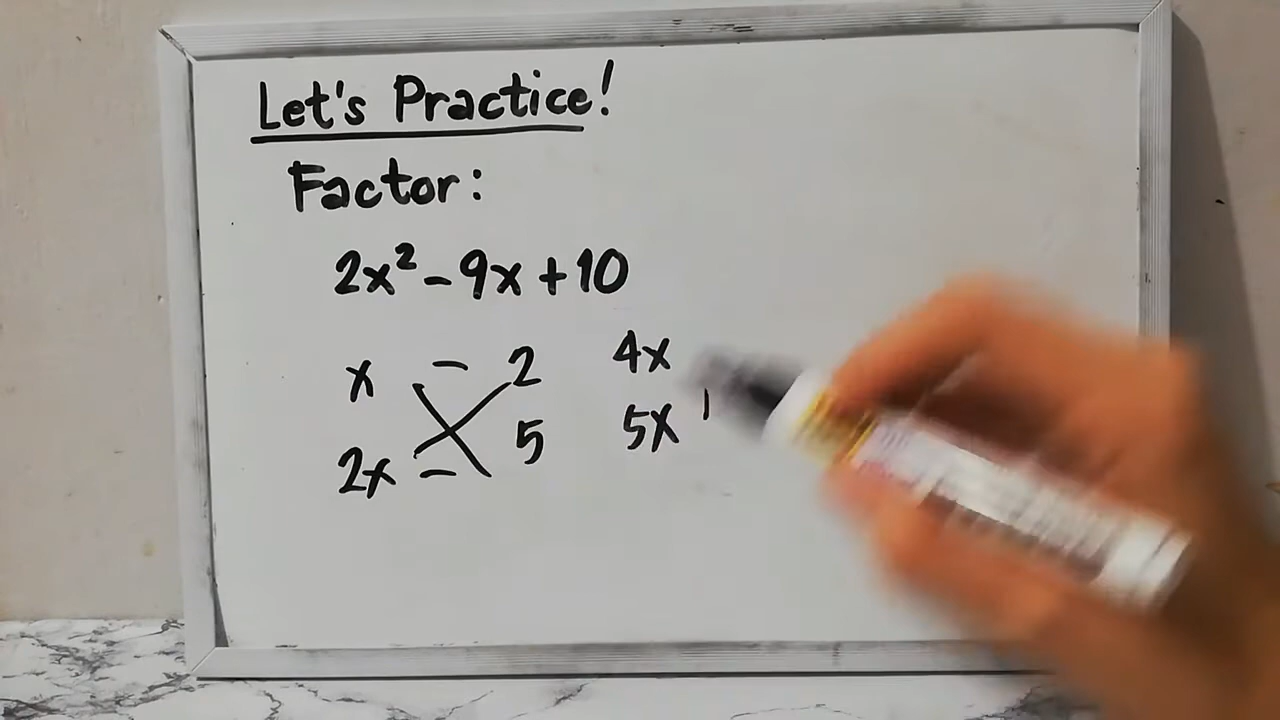 Let's Practice!
Factor:
2x² - 9x + 10
x - 2 4x
2x - 5 5x